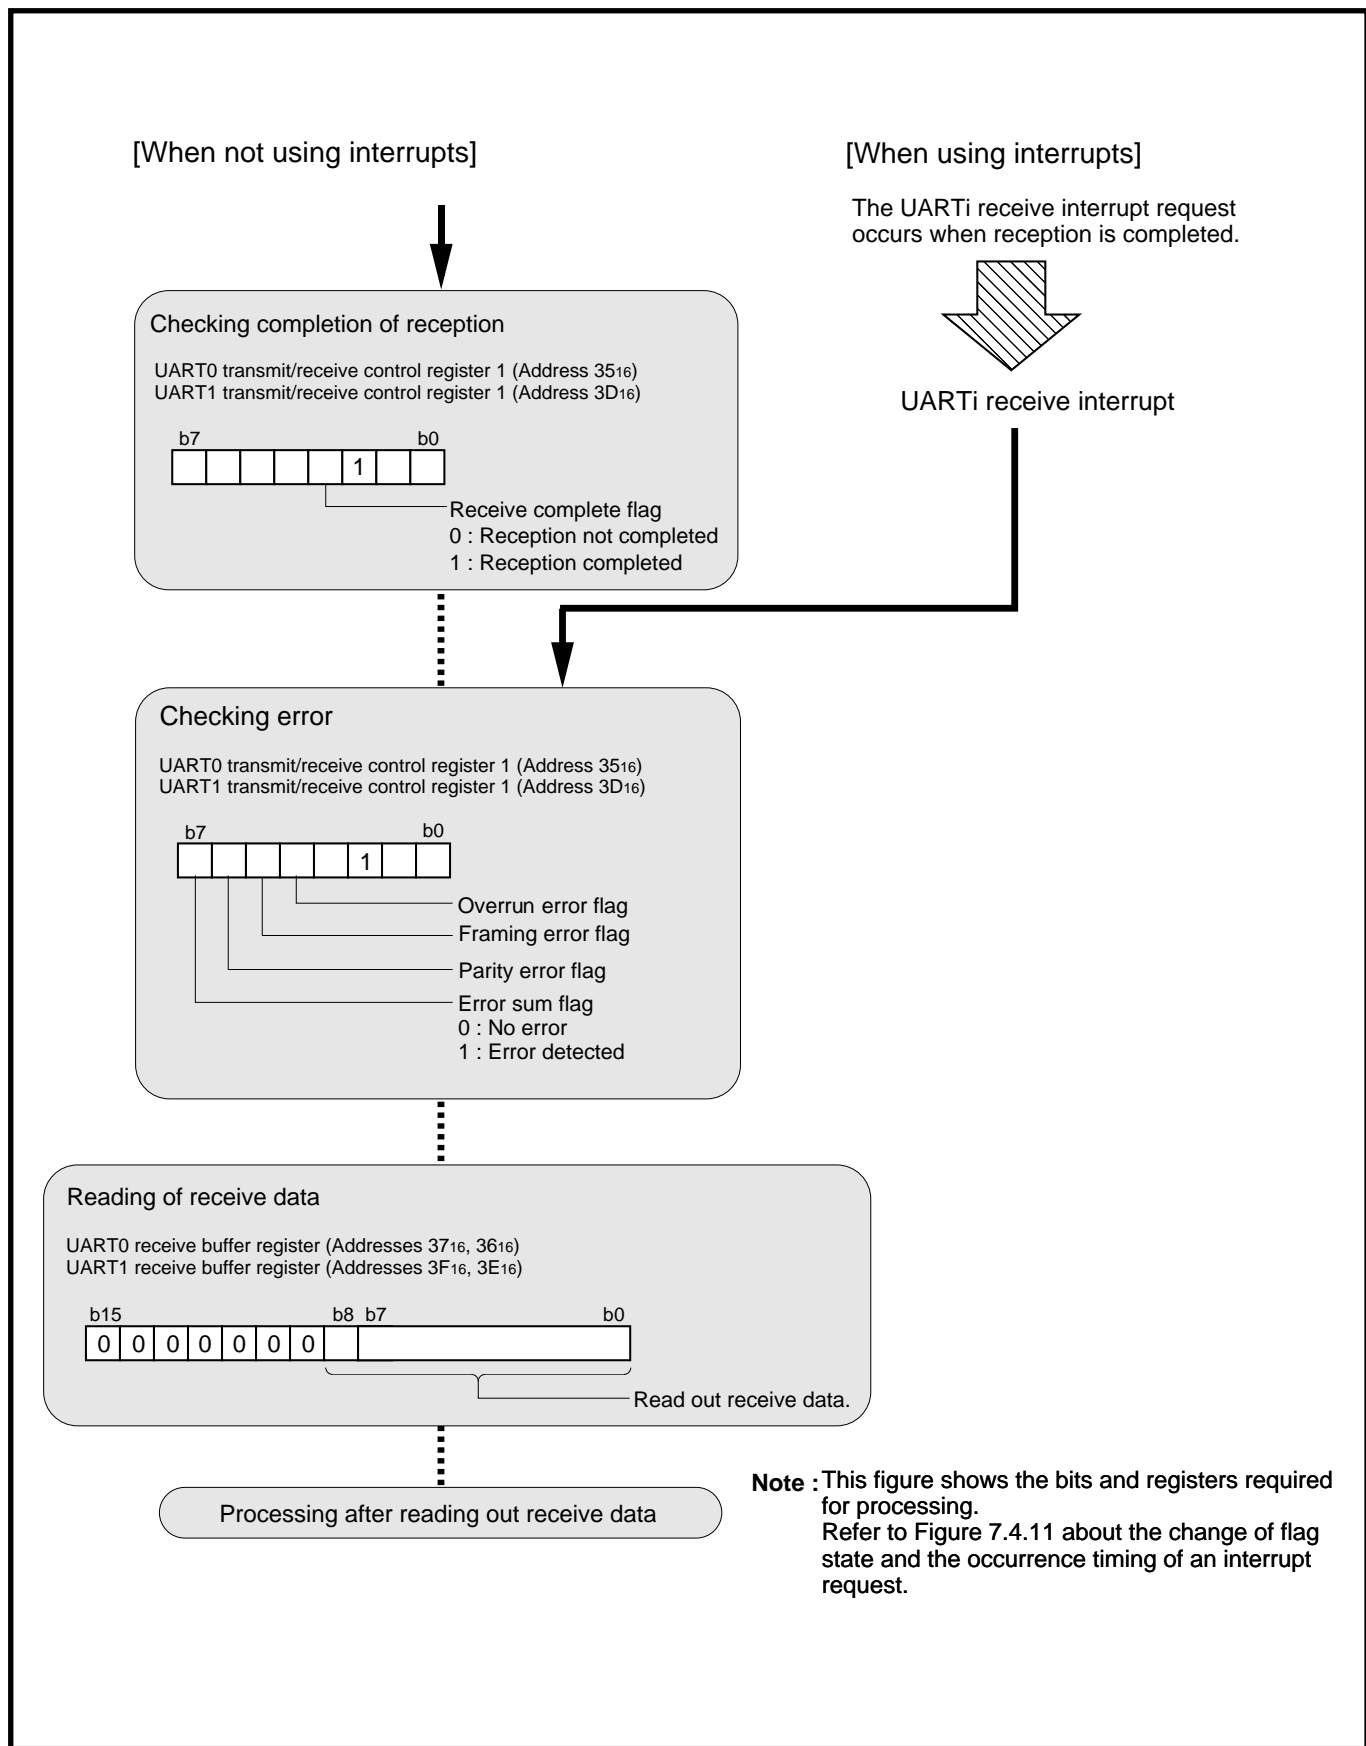 [When not using interrupts]
[When using interrupts]
The UARTi receive interrupt request
occurs when reception is completed.
UARTi receive interrupt
Checking completion of reception
UART0 transmit/receive control register 1 (Address 3516)
UART1 transmit/receive control register 1 (Address 3D16)
b7 b0
1
Receive complete flag
0 : Reception not completed
1 : Reception completed
Checking error
UART0 transmit/receive control register 1 (Address 3516)
UART1 transmit/receive control register 1 (Address 3D16)
b7 b0
1
Overrun error flag
Framing error flag
Parity error flag
Error sum flag
0 : No error
1 : Error detected
Reading of receive data
UART0 receive buffer register (Addresses 3716, 3616)
UART1 receive buffer register (Addresses 3F16, 3E16)
b15 b8 b7 b0
0 0 0 0 0 0 0
Read out receive data.
Processing after reading out receive data
Note : This figure shows the bits and registers required
for processing.
Refer to Figure 7.4.11 about the change of flag
state and the occurrence timing of an interrupt
request.